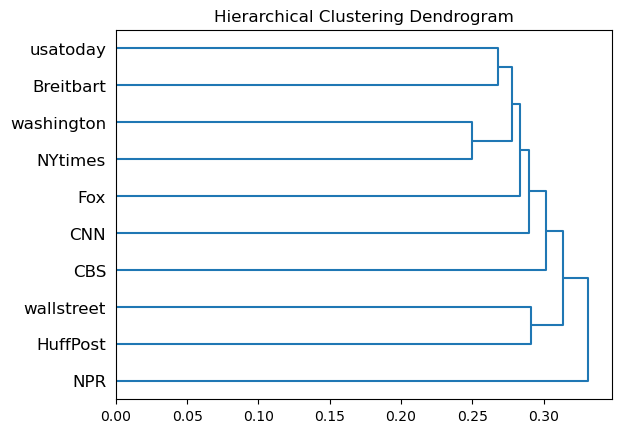 Hierarchical Clustering Dendrogram
usatoday
Breitbart
washington
NYtimes
Fox
CNN
CBS
wallstreet
HuffPost
NPR
0.00 0.05 0.10 0.15 0.20 0.25 0.30